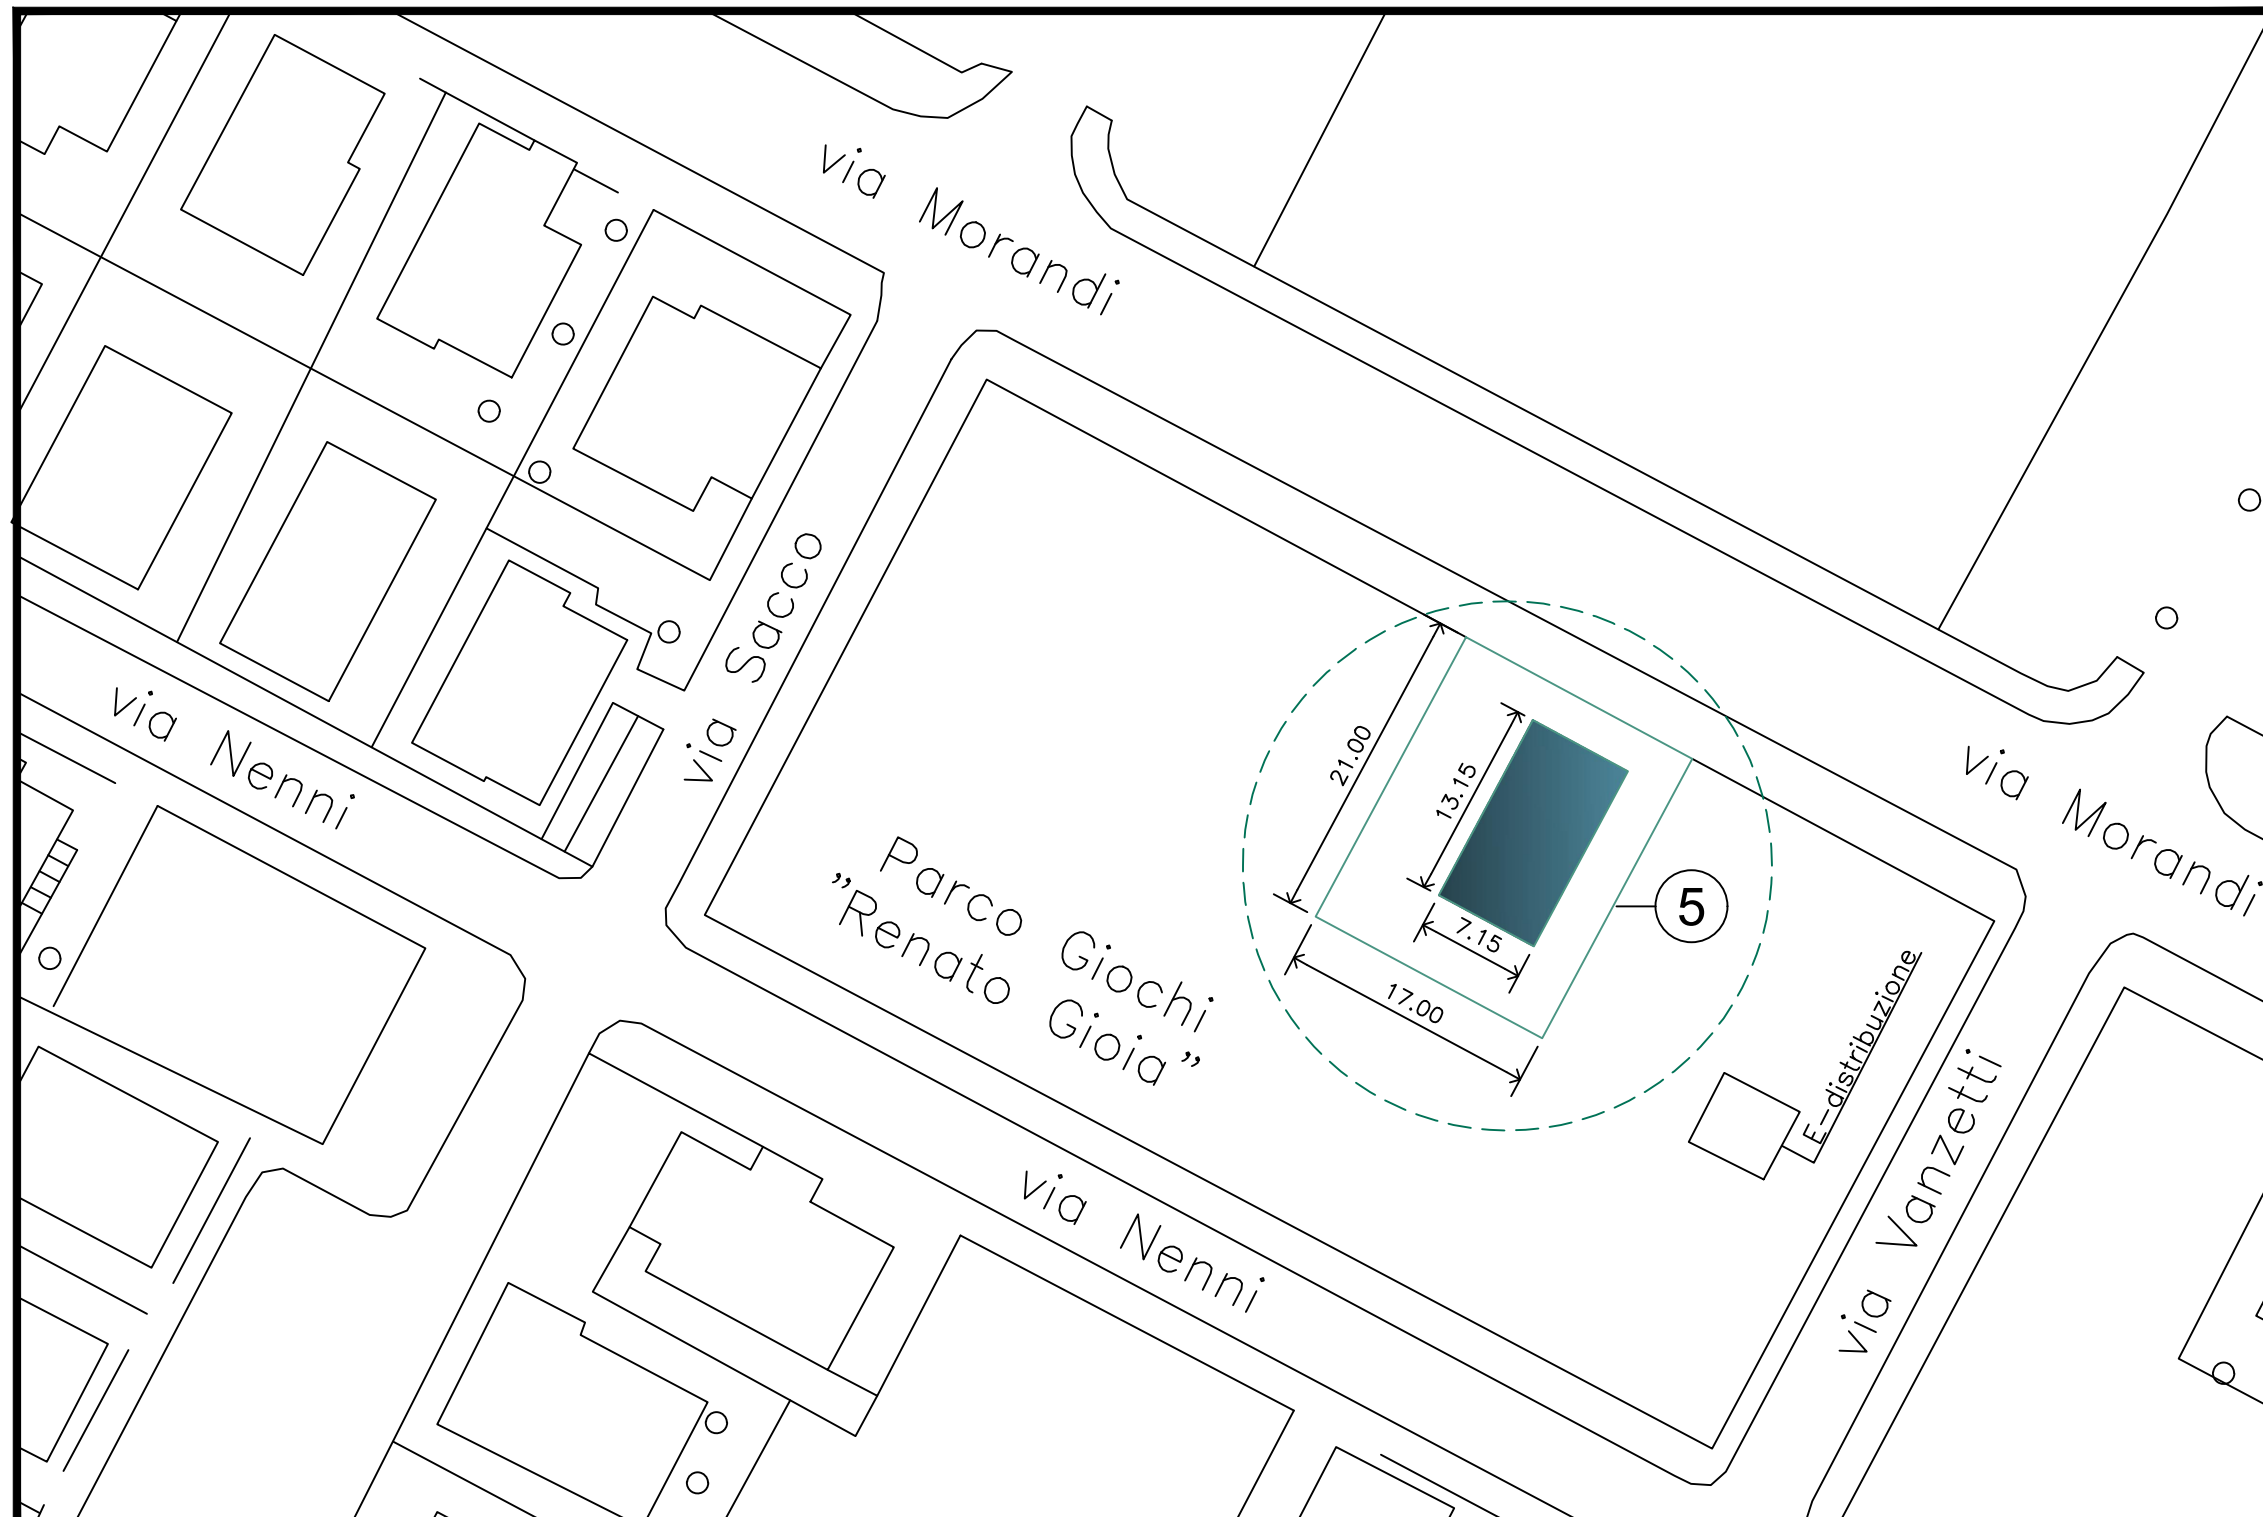 via Morandi
via Sacco
via Nenni
21.00
13.15
7.15
17.00
5
via Morandi
Parco Giochi
”Renato Gioia”
E-distribuzione
via Vanzetti
via Nenni